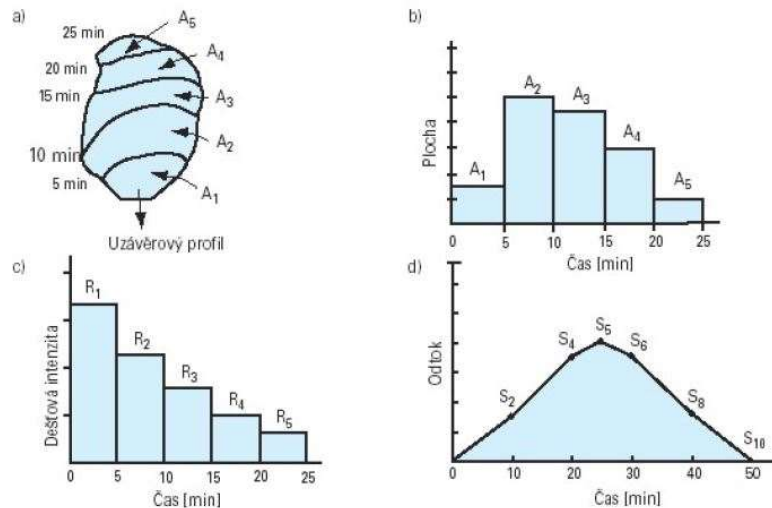 a)
25 min
A5
20 min
A4
15 min
A3
10 min
A2
5 min
A1
Uzávěrový profil
b)
Plocha
A1
A2
A3
A4
A5
0 5 10 15 20 25
Čas [min]
c)
Dešťová intenzita
R1
R2
R3
R4
R5
0 5 10 15 20 25
Čas [min]
d)
Odtok
S2
S4
S5
S6
S8
S10
0 10 20 30 40 50
Čas [min]